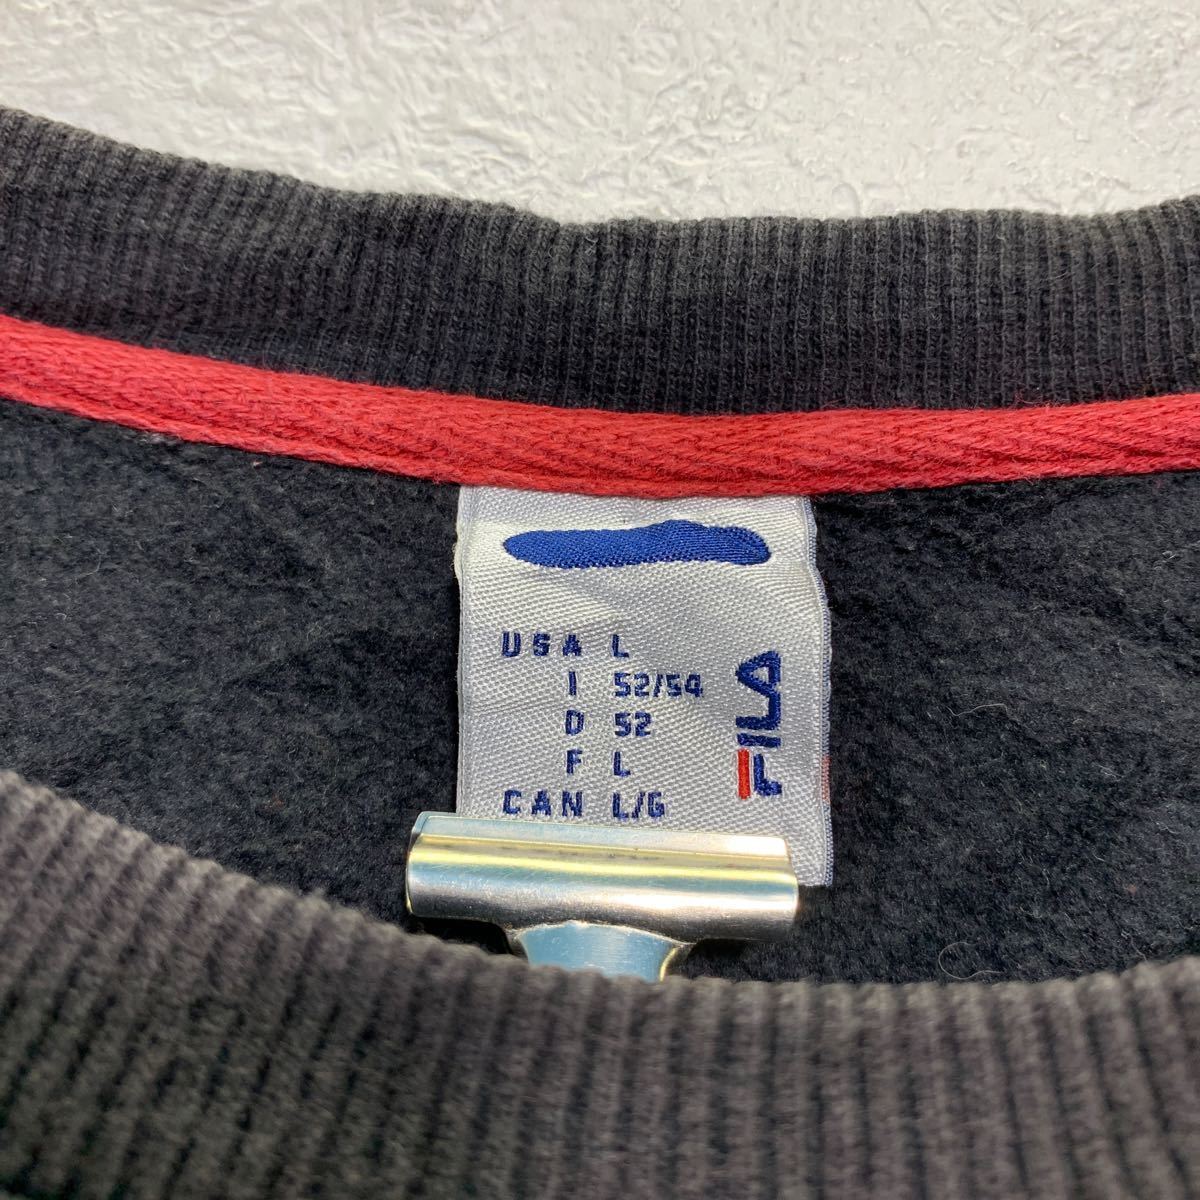 USA L
I 52/54
D 52
F L
CAN L/G
FILA